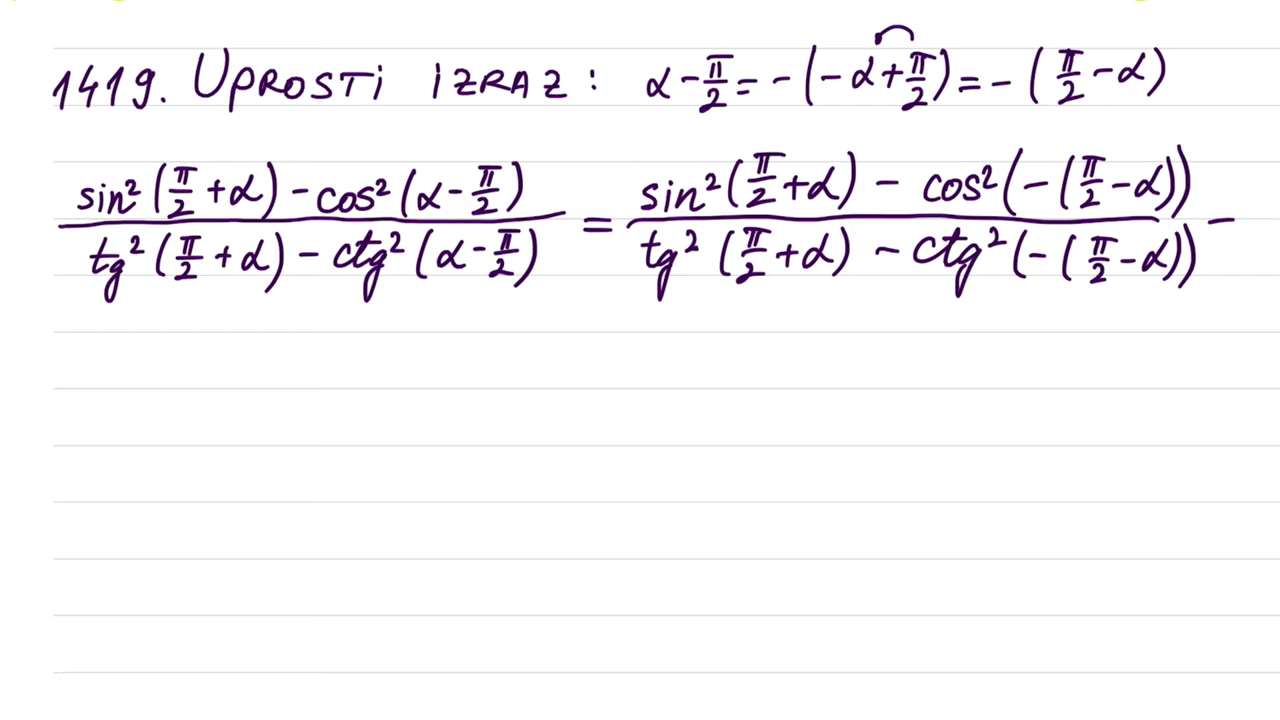 1419. UPROSTI IZRAZ: α - π/2 = - (-α + π/2) = - (π/2 - α)
(sin² (π/2 + α) - cos² (α - π/2)) / (tg² (π/2 + α) - ctg² (α - π/2)) = (sin² (π/2 + α) - cos² (-(π/2 - α))) / (tg² (π/2 + α) - ctg² (-(π/2 - α))) -